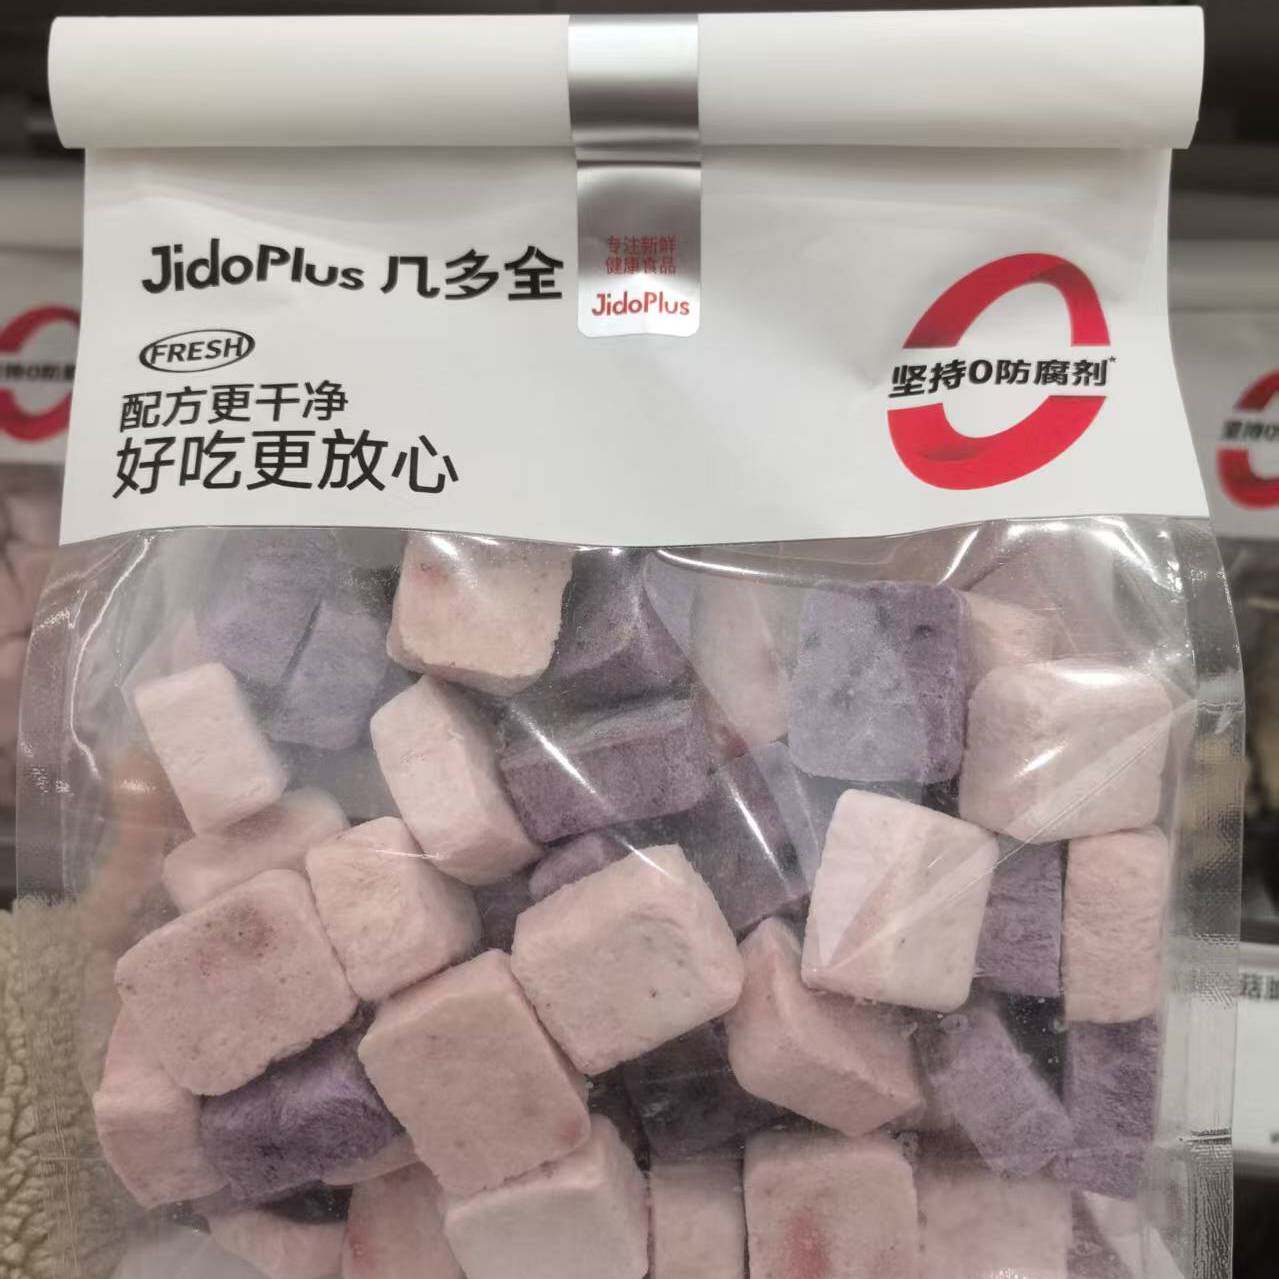 JidoPlus 几多全
专注新鲜
健康食品
JidoPlus
FRESH
配方更干净
好吃更放心
坚持0防腐剂*